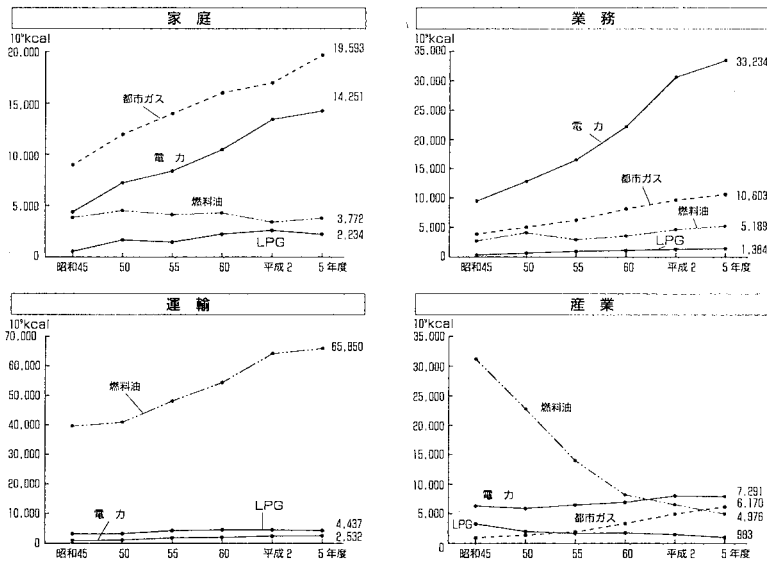 家庭
10⁹kcal
20,000
15,000
10,000
5,000
0
都市ガス
電力
燃料油
LPG
19,593
14,251
3,772
2,234
昭和45 50 55 60 平成2 5年度
業務
10⁹kcal
35,000
30,000
25,000
20,000
15,000
10,000
5,000
0
電力
都市ガス
燃料油
LPG
33,234
10,603
5,189
1,384
昭和45 50 55 60 平成2 5年度
運輸
10⁹kcal
70,000
60,000
50,000
40,000
30,000
20,000
10,000
0
燃料油
電力
LPG
65,850
4,437
2,532
昭和45 50 55 60 平成2 5年度
産業
10⁹kcal
35,000
30,000
25,000
20,000
15,000
10,000
5,000
0
燃料油
電力
都市ガス
LPG
7,291
6,170
4,976
983
昭和45 50 55 60 平成2 5年度